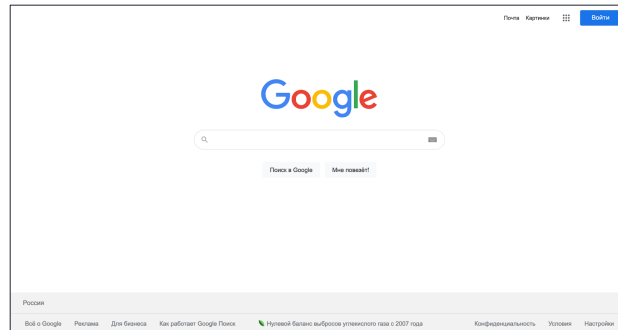 Почта Картинки Войти
Google
Поиск в Google Мне повезёт!
Россия
Всё о Google Реклама Для бизнеса Как работает Google Поиск Нулевой баланс выбросов углекислого газа с 2007 года Конфиденциальность Условия Настройки